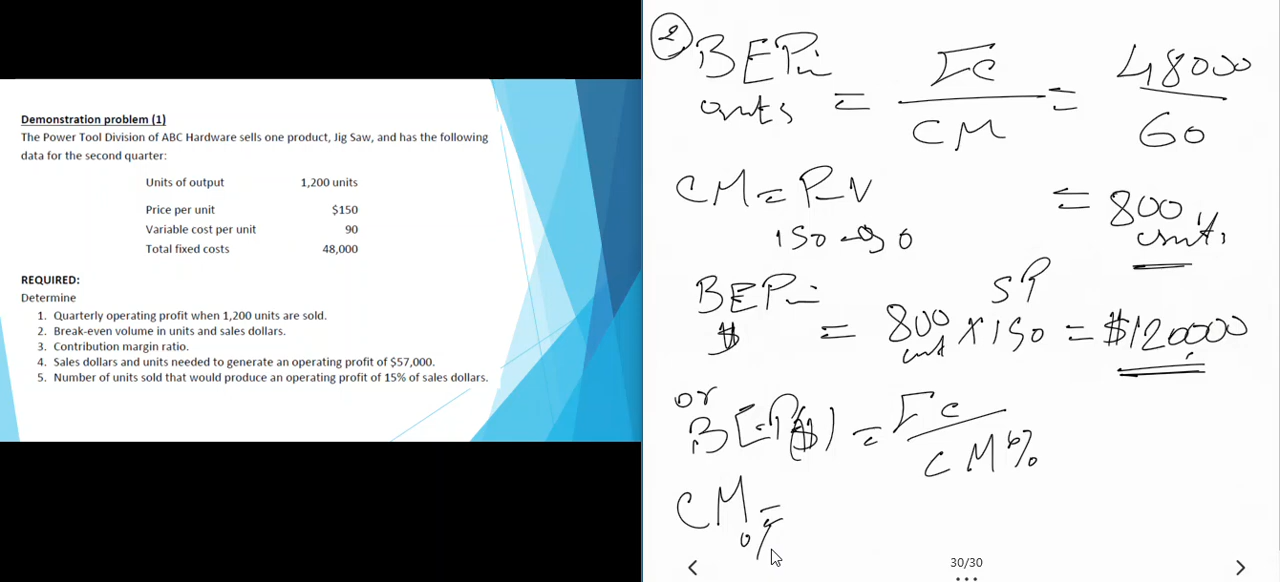 Demonstration problem (1)
The Power Tool Division of ABC Hardware sells one product, Jig Saw, and has the following
data for the second quarter:
Units of output 1,200 units
Price per unit $150
Variable cost per unit 90
Total fixed costs 48,000
REQUIRED:
Determine
1. Quarterly operating profit when 1,200 units are sold.
2. Break-even volume in units and sales dollars.
3. Contribution margin ratio.
4. Sales dollars and units needed to generate an operating profit of $57,000.
5. Number of units sold that would produce an operating profit of 15% of sales dollars.
2
BEP in units = FC / CM = 48000 / 60
CM = P-V
150-90
= 800 units
BEP in $ = 800 unit × 150 SP = $120,000
or
BEP($) = FC / CM%
CM% =
30/30